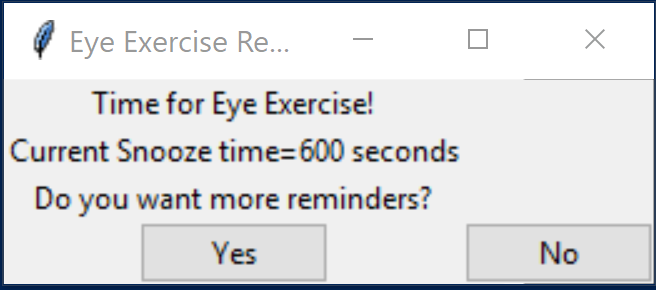 Eye Exercise Re...
Time for Eye Exercise!
Current Snooze time=600 seconds
Do you want more reminders?
Yes No